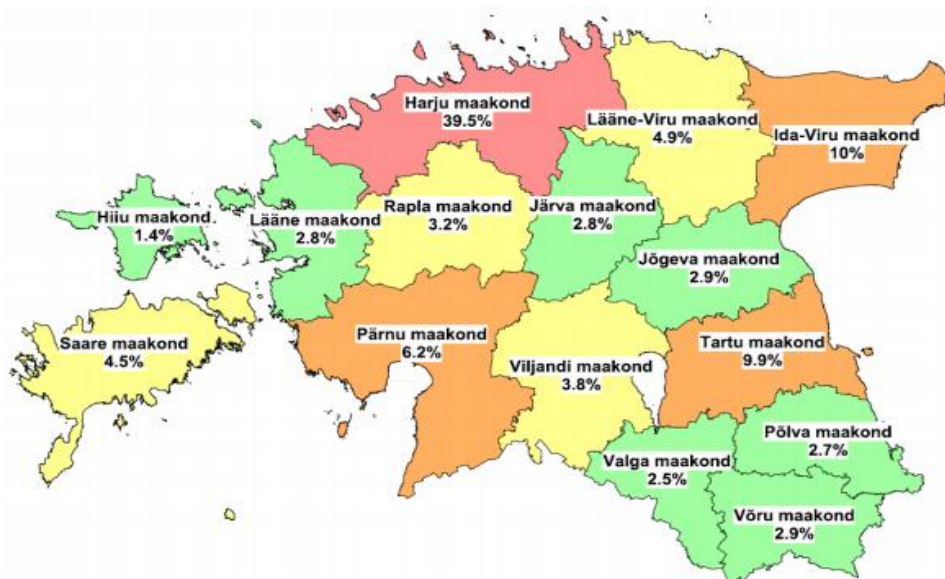 Harju maakond
39.5%
Lääne-Viru maakond
4.9%
Ida-Viru maakond
10%
Hiiu maakond
1.4%
Lääne maakond
2.8%
Rapla maakond
3.2%
Järva maakond
2.8%
Jõgeva maakond
2.9%
Saare maakond
4.5%
Pärnu maakond
6.2%
Viljandi maakond
3.8%
Tartu maakond
9.9%
Põlva maakond
2.7%
Valga maakond
2.5%
Võru maakond
2.9%